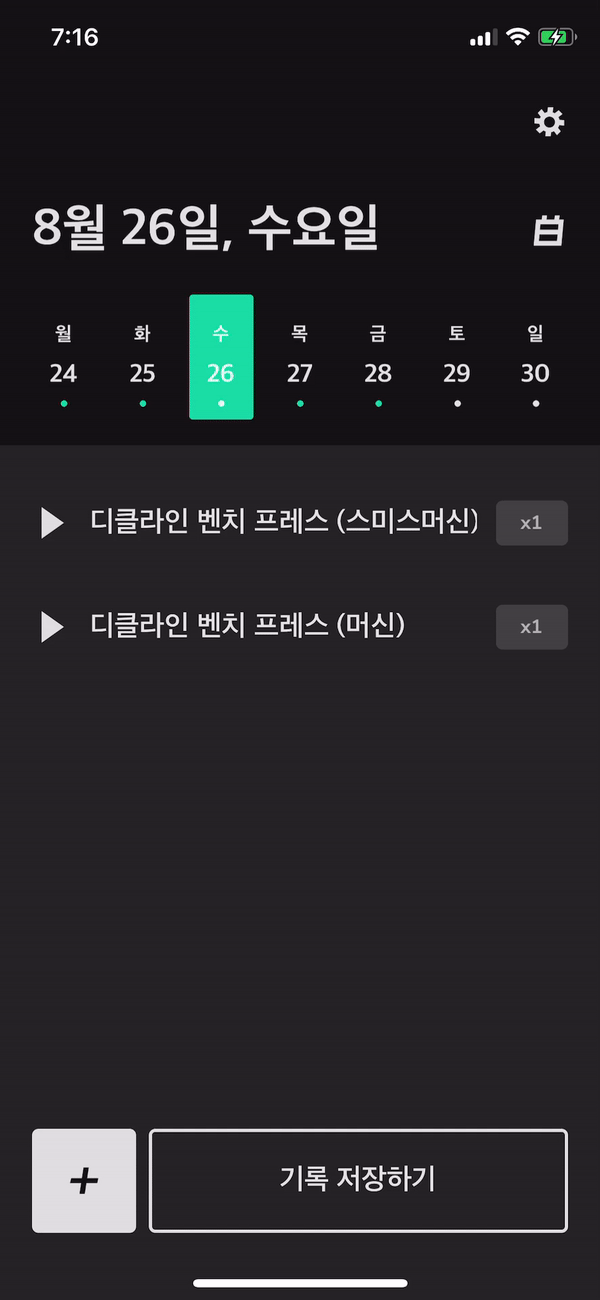 7:16
8월 26일, 수요일
월 화 수 목 금 토 일
24 25 26 27 28 29 30
디클라인 벤치 프레스 (스미스머신) x1
디클라인 벤치 프레스 (머신) x1
+ 기록 저장하기